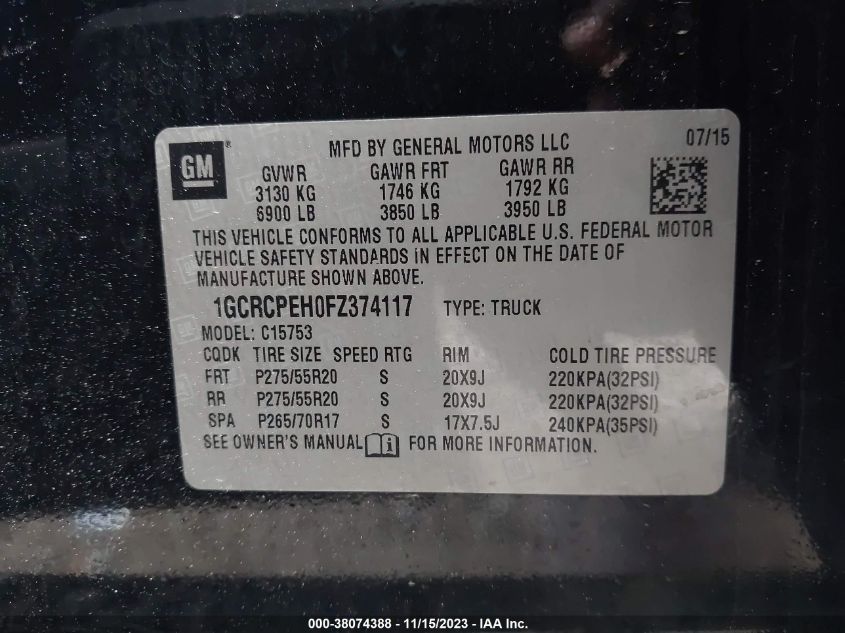 GM
MFD BY GENERAL MOTORS LLC 07/15
GVWR GAWR FRT GAWR RR
3130 KG 1746 KG 1792 KG
6900 LB 3850 LB 3950 LB
THIS VEHICLE CONFORMS TO ALL APPLICABLE U.S. FEDERAL MOTOR
VEHICLE SAFETY STANDARDS IN EFFECT ON THE DATE OF
MANUFACTURE SHOWN ABOVE.
1GCRCPEH0FZ374117 TYPE: TRUCK
MODEL: C15753
CQDK TIRE SIZE SPEED RTG RIM COLD TIRE PRESSURE
FRT P275/55R20 S 20X9J 220KPA(32PSI)
RR P275/55R20 S 20X9J 220KPA(32PSI)
SPA P265/70R17 S 17X7.5J 240KPA(35PSI)
SEE OWNER'S MANUAL i FOR MORE INFORMATION.
000-38074388 - 11/15/2023 - IAA Inc.